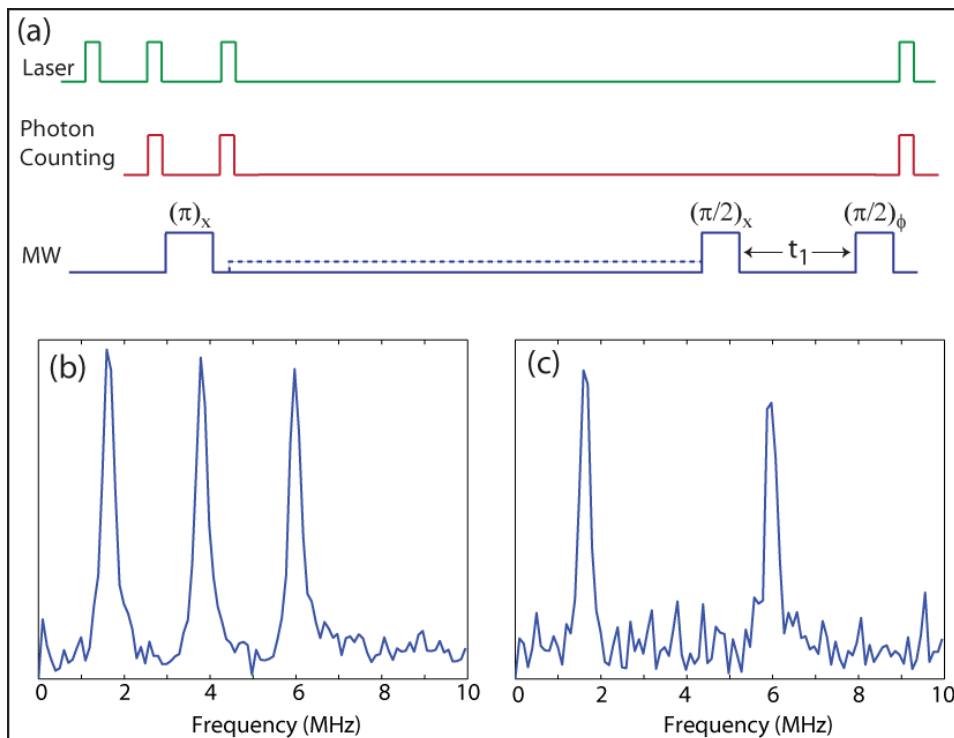 (a)
Laser
Photon
Counting
MW
(π)ₓ
(π/2)ₓ
t₁
(π/2)ᵩ
(b)
0 2 4 6 8 10
Frequency (MHz)
(c)
0 2 4 6 8 10
Frequency (MHz)